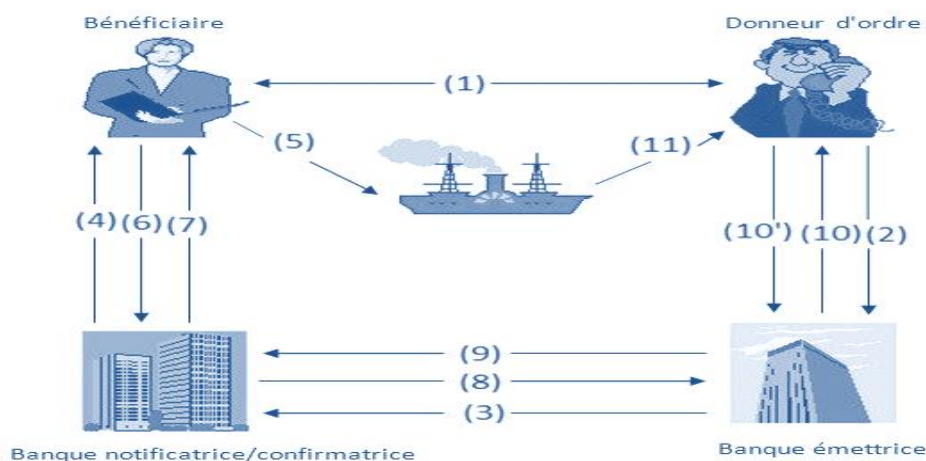 Bénéficiaire
Donneur d'ordre
(1)
(5)
(11)
(4) (6) (7)
(10') (10) (2)
(9)
(8)
(3)
Banque notificatrice/confirmatrice
Banque émettrice